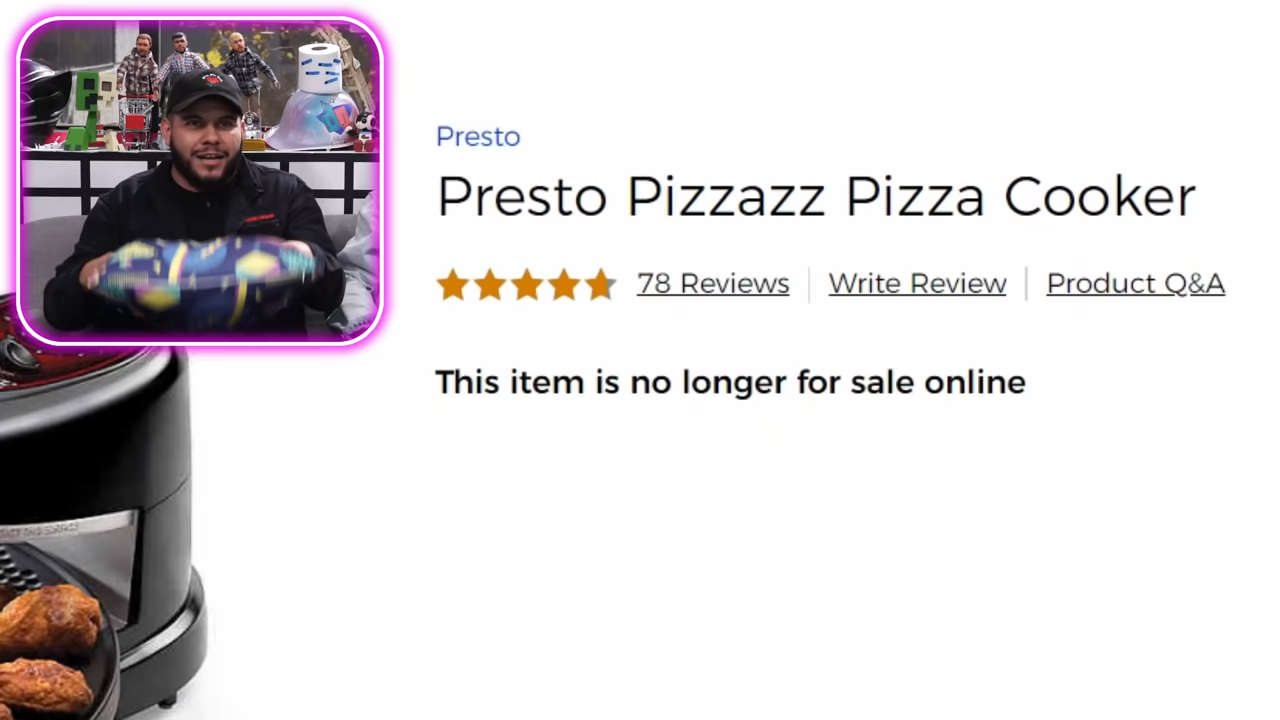 Presto
Presto Pizzazz Pizza Cooker
78 Reviews
Write Review
Product Q&A
This item is no longer for sale online